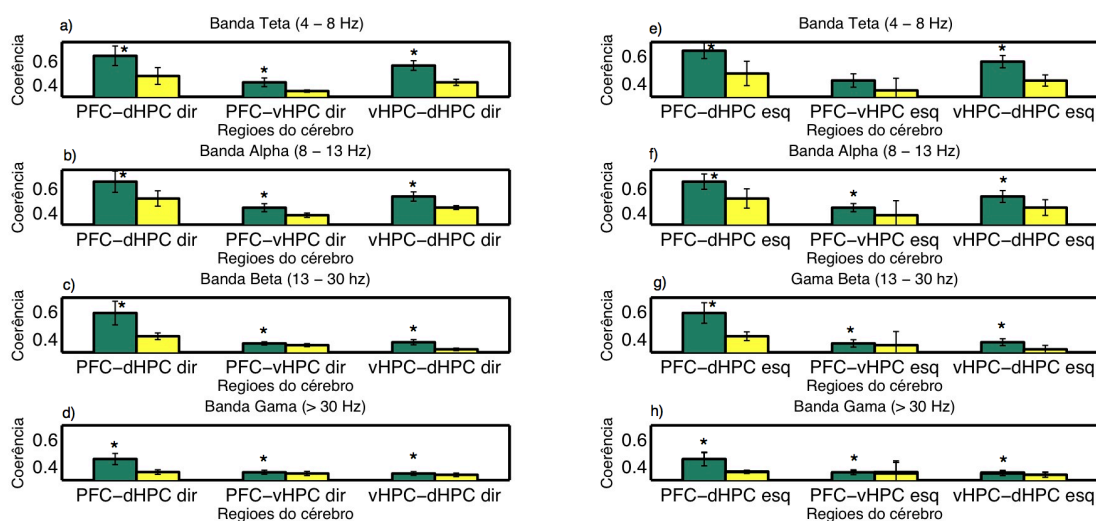 a)
Banda Teta (4 – 8 Hz)
Coerência
0.6
0.4
*
*
*
PFC–dHPC dir
PFC–vHPC dir
vHPC–dHPC dir
Regioes do cérebro
b)
Banda Alpha (8 – 13 Hz)
Coerência
0.6
0.4
*
*
*
PFC–dHPC dir
PFC–vHPC dir
vHPC–dHPC dir
Regioes do cérebro
c)
Banda Beta (13 – 30 hz)
Coerência
0.6
0.4
*
*
*
PFC–dHPC dir
PFC–vHPC dir
vHPC–dHPC dir
Regioes do cérebro
d)
Banda Gama (> 30 Hz)
Coerência
0.6
0.4
*
*
*
PFC–dHPC dir
PFC–vHPC dir
vHPC–dHPC dir
Regioes do cérebro
e)
Banda Teta (4 – 8 Hz)
Coerência
0.6
0.4
*
*
PFC–dHPC esq
PFC–vHPC esq
vHPC–dHPC esq
Regioes do cérebro
f)
Banda Alpha (8 – 13 Hz)
Coerência
0.6
0.4
*
*
*
PFC–dHPC esq
PFC–vHPC esq
vHPC–dHPC esq
Regioes do cérebro
g)
Gama Beta (13 – 30 hz)
Coerência
0.6
0.4
*
*
*
PFC–dHPC esq
PFC–vHPC esq
vHPC–dHPC esq
Regioes do cérebro
h)
Banda Gama (> 30 Hz)
Coerência
0.6
0.4
*
*
*
PFC–dHPC esq
PFC–vHPC esq
vHPC–dHPC esq
Regioes do cérebro